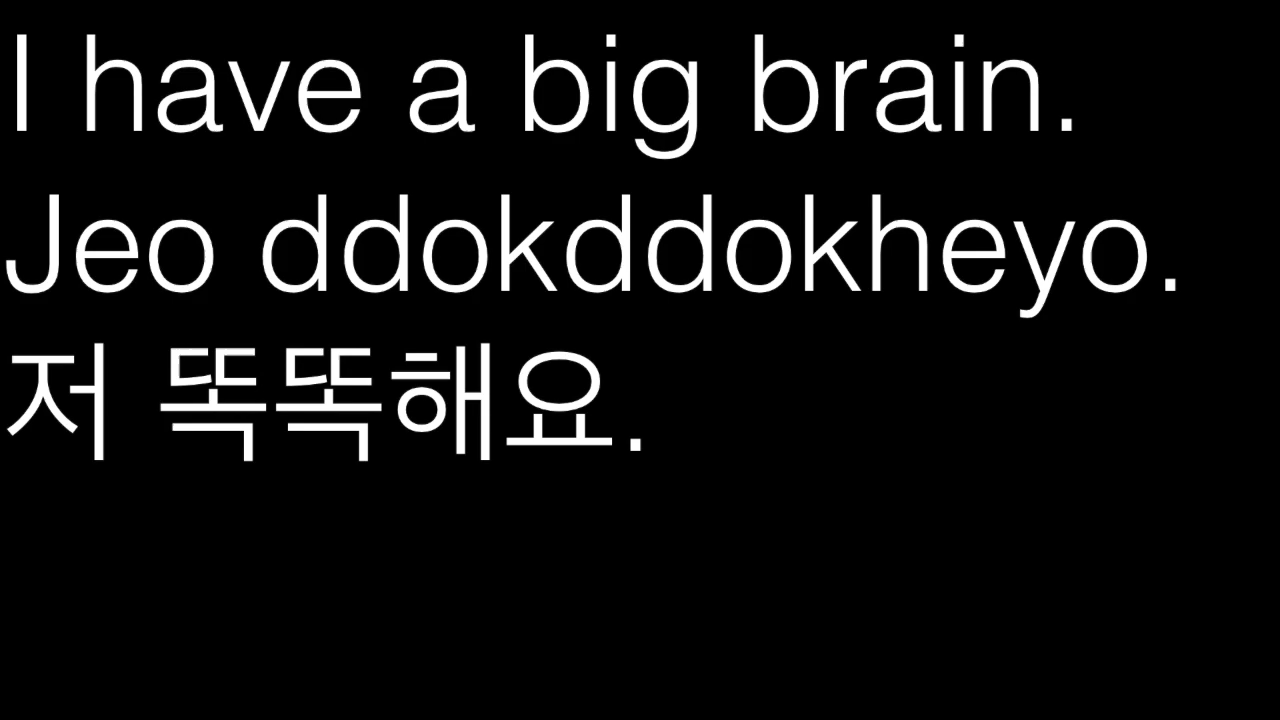 I have a big brain.
Jeo ddokddokheyo.
저 똑똑해요.